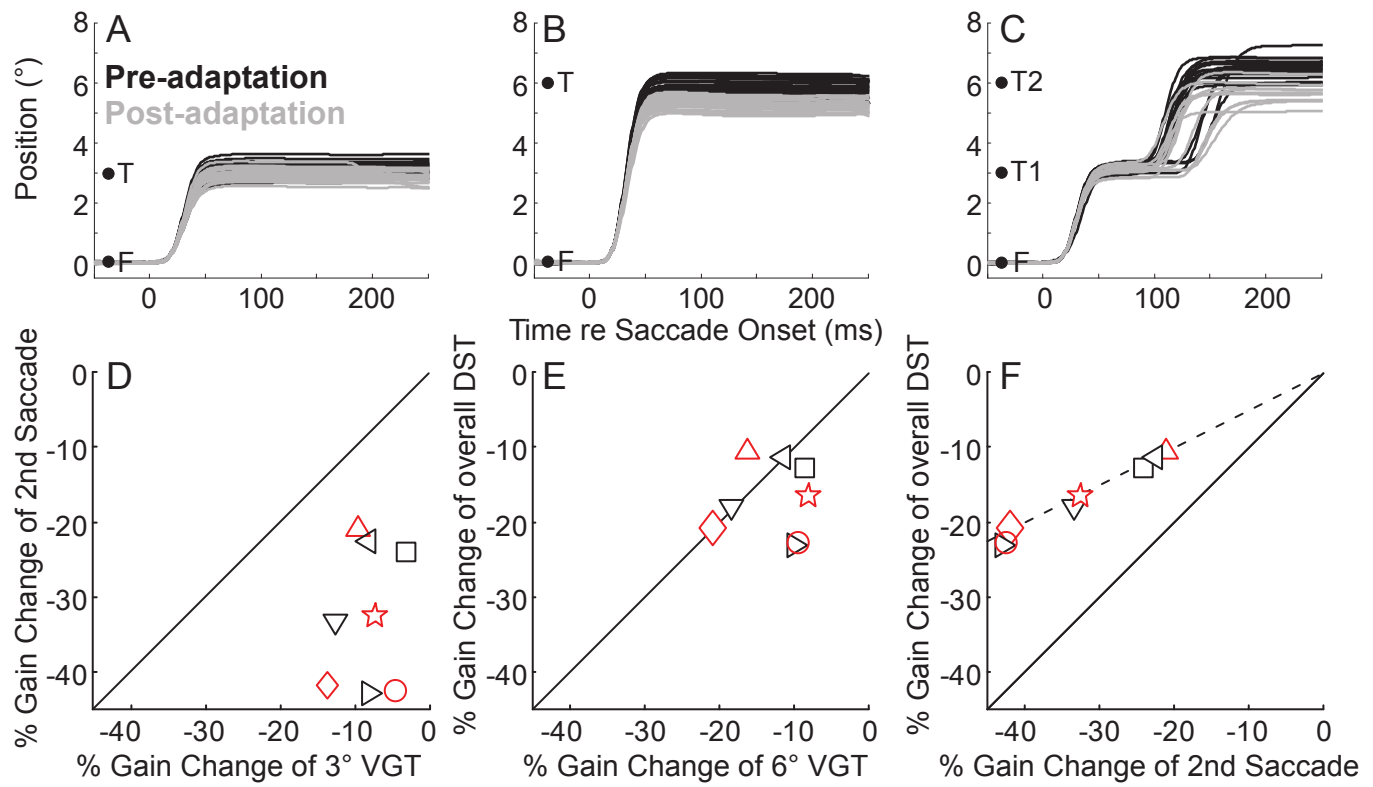 A
B
C
Pre-adaptation
Post-adaptation
Position (°)
8
6
4
2
0
T
F
0
100
200
8
6
4
2
0
T
F
0
100
200
8
6
4
2
0
T2
T1
F
0
100
200
Time re Saccade Onset (ms)
D
% Gain Change of 2nd Saccade
0
-10
-20
-30
-40
-40
-30
-20
-10
0
% Gain Change of 3° VGT
E
% Gain Change of overall DST
0
-10
-20
-30
-40
-40
-30
-20
-10
0
% Gain Change of 6° VGT
F
% Gain Change of overall DST
0
-10
-20
-30
-40
-40
-30
-20
-10
0
% Gain Change of 2nd Saccade